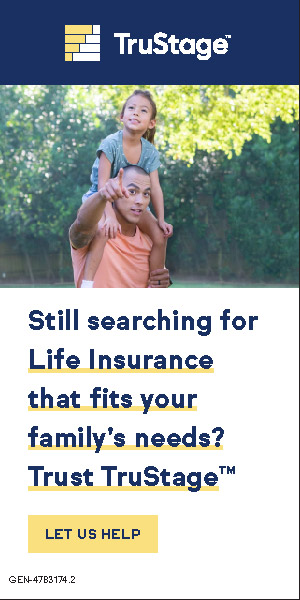 TruStage™
Still searching for
Life Insurance
that fits your
family's needs?
Trust TruStage™
LET US HELP
GEN-4783174.2